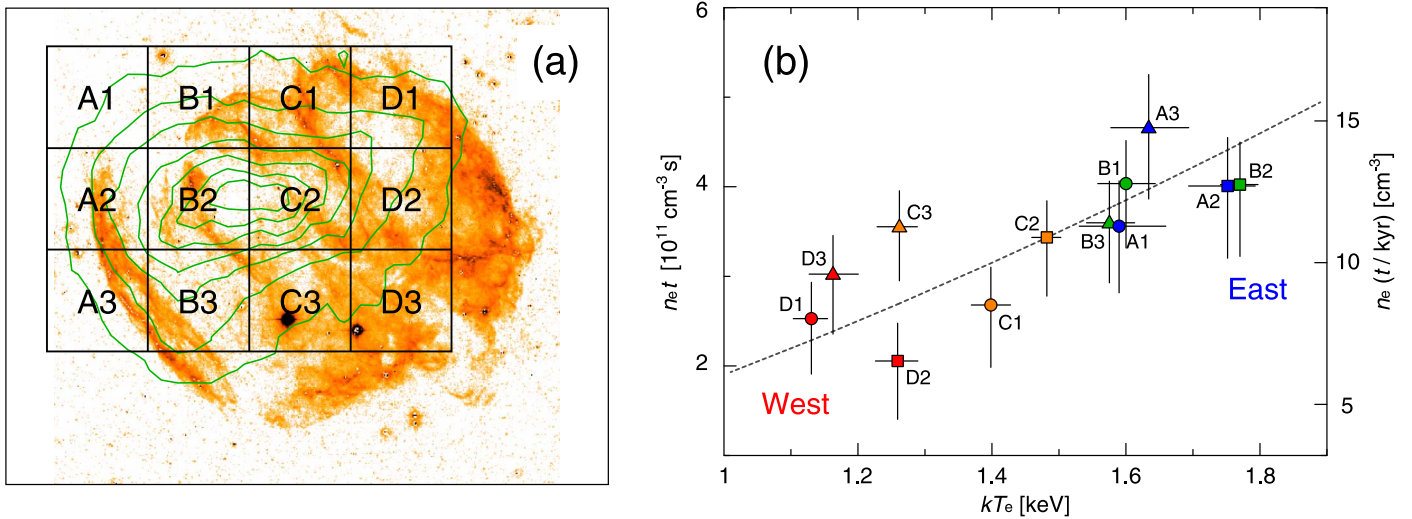 (a)
A1 B1 C1 D1
A2 B2 C2 D2
A3 B3 C3 D3
(b)
6
4
2
nₑt [10¹¹ cm⁻³ s]
15
10
5
nₑ (t / kyr) [cm⁻³]
A3
B1
B2
A2
C3
C2
B3
A1
D3
East
D1
C1
D2
West
1
1.2
1.4
1.6
1.8
kTₑ [keV]